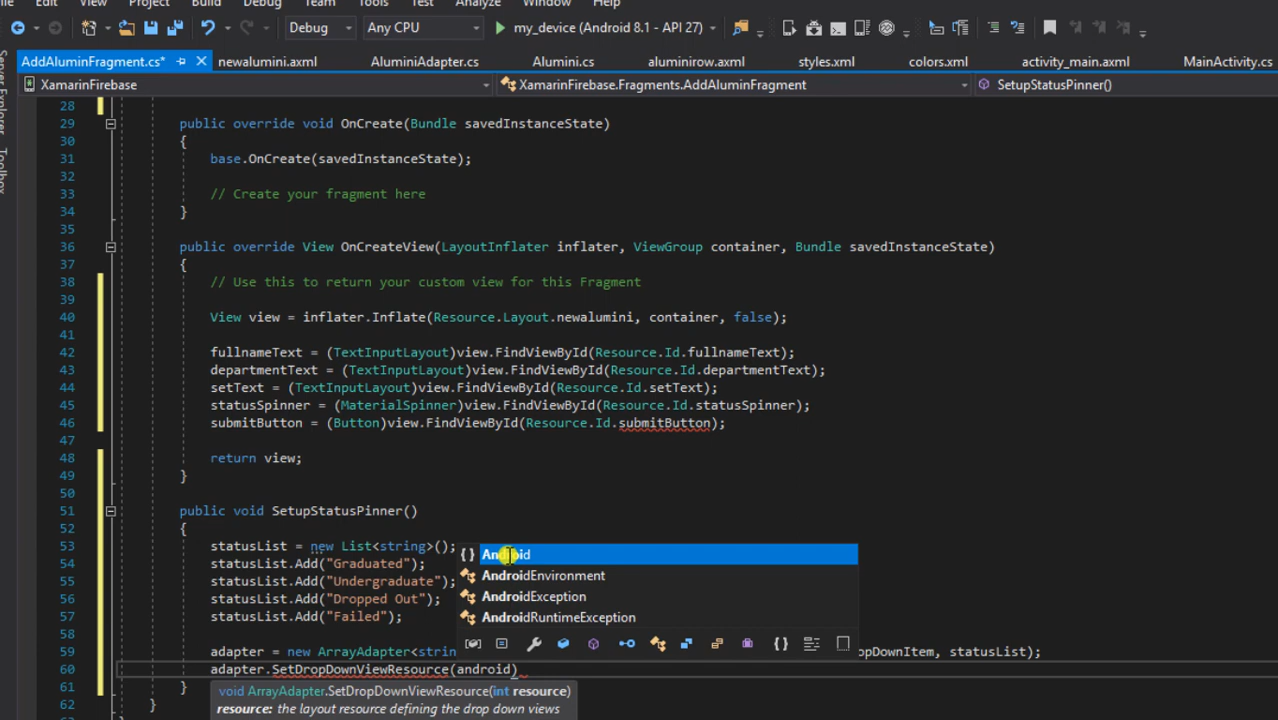 File Edit View Project Build Debug Team Tools Test Analyze Window Help
Debug Any CPU my_device (Android 8.1 - API 27)
AddAluminFragment.cs* newalumini.axml AluminiAdapter.cs Alumini.cs aluminirow.axml styles.xml colors.xml activity_main.axml MainActivity.cs
XamarinFirebase XamarinFirebase.Fragments.AddAluminFragment SetupStatusPinner()
Server Explorer
Toolbox
28
29 public override void OnCreate(Bundle savedInstanceState)
30 {
31 base.OnCreate(savedInstanceState);
32
33 // Create your fragment here
34 }
35
36 public override View OnCreateView(LayoutInflater inflater, ViewGroup container, Bundle savedInstanceState)
37 {
38 // Use this to return your custom view for this Fragment
39
40 View view = inflater.Inflate(Resource.Layout.newalumini, container, false);
41
42 fullnameText = (TextInputLayout)view.FindViewById(Resource.Id.fullnameText);
43 departmentText = (TextInputLayout)view.FindViewById(Resource.Id.departmentText);
44 setText = (TextInputLayout)view.FindViewById(Resource.Id.setText);
45 statusSpinner = (MaterialSpinner)view.FindViewById(Resource.Id.statusSpinner);
46 submitButton = (Button)view.FindViewById(Resource.Id.submitButton);
47
48 return view;
49 }
50
51 public void SetupStatusPinner()
52 {
53 statusList = new List<string>();
54 statusList.Add("Graduated");
55 statusList.Add("Undergraduate");
56 statusList.Add("Dropped Out");
57 statusList.Add("Failed");
58
59 adapter = new ArrayAdapter<strin opDownItem, statusList);
60 adapter.SetDropDownViewResource(android)
61 }
62 }
63
{ } Android
AndroidEnvironment
AndroidException
AndroidRuntimeException
void ArrayAdapter.SetDropDownViewResource(int resource)
resource: the layout resource defining the drop down views